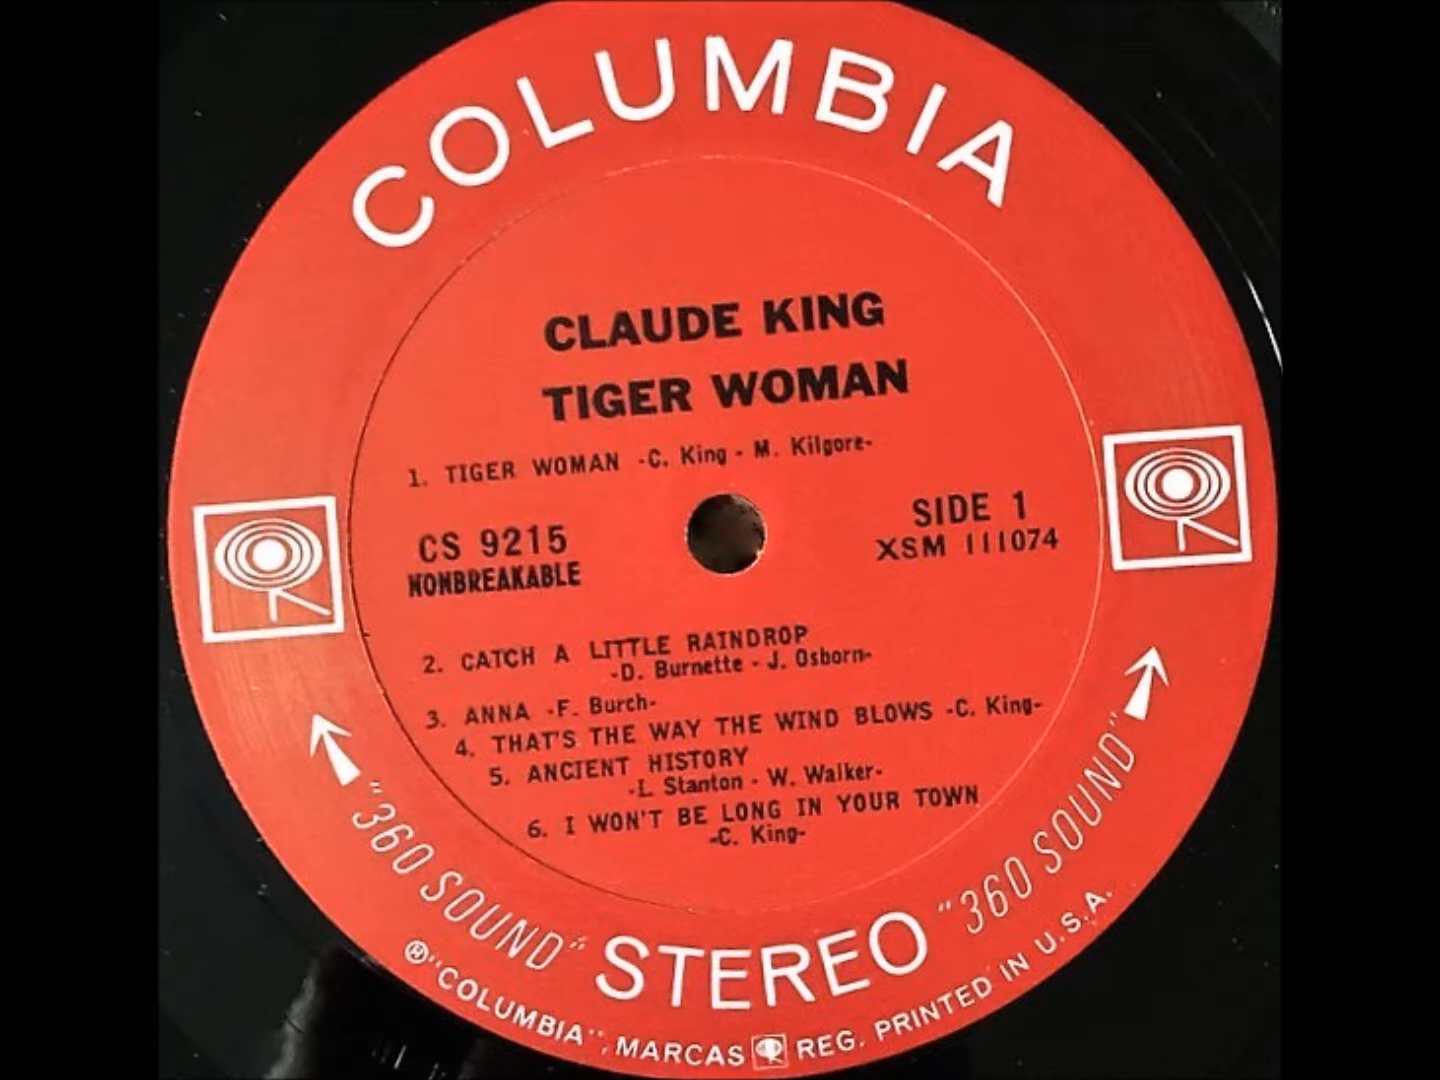 COLUMBIA
CLAUDE KING
TIGER WOMAN
1. TIGER WOMAN -C. King - M. Kilgore-
CS 9215
NONBREAKABLE
SIDE 1
XSM 111074
2. CATCH A LITTLE RAINDROP
-D. Burnette - J. Osborn-
3. ANNA -F. Burch-
4. THAT'S THE WAY THE WIND BLOWS -C. King-
5. ANCIENT HISTORY
-I. Stanton - W. Walker-
6. I WON'T BE LONG IN YOUR TOWN
-C. King-
"360 SOUND" STEREO "360 SOUND"
Ⓗ"COLUMBIA", MARCAS REG. PRINTED IN U.S.A.